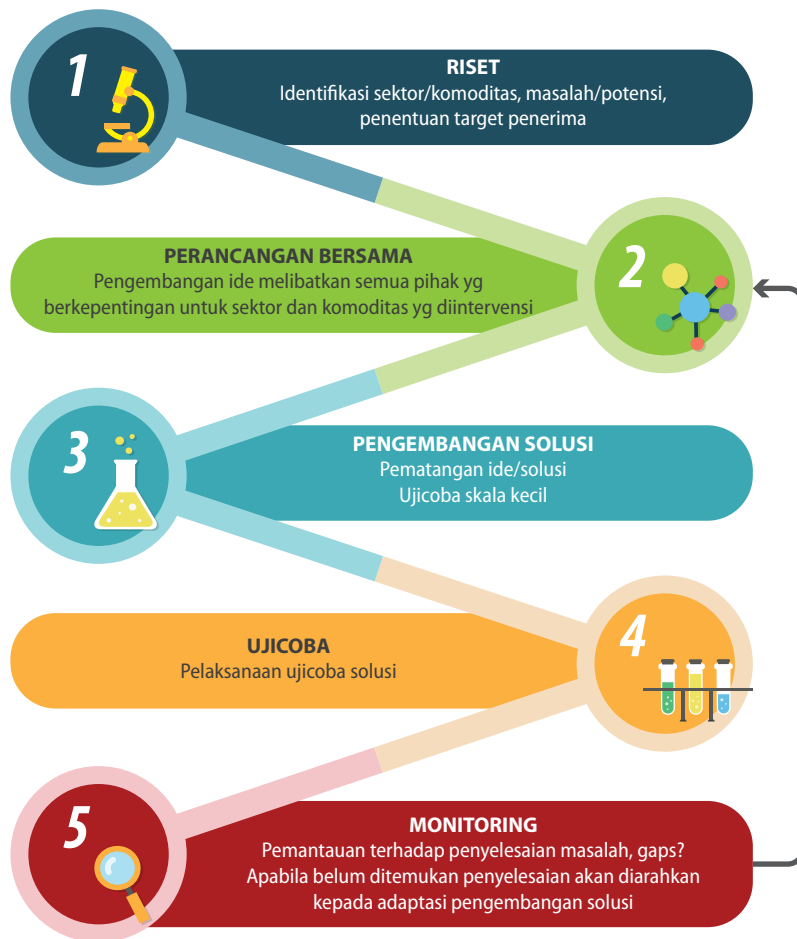 1
RISET
Identifikasi sektor/komoditas, masalah/potensi,
penentuan target penerima
PERANCANGAN BERSAMA
Pengembangan ide melibatkan semua pihak yg
berkepentingan untuk sektor dan komoditas yg diintervensi
2
3
PENGEMBANGAN SOLUSI
Pematangan ide/solusi
Ujicoba skala kecil
UJICOBA
Pelaksanaan ujicoba solusi
4
5
MONITORING
Pemantauan terhadap penyelesaian masalah, gaps?
Apabila belum ditemukan penyelesaian akan diarahkan
kepada adaptasi pengembangan solusi